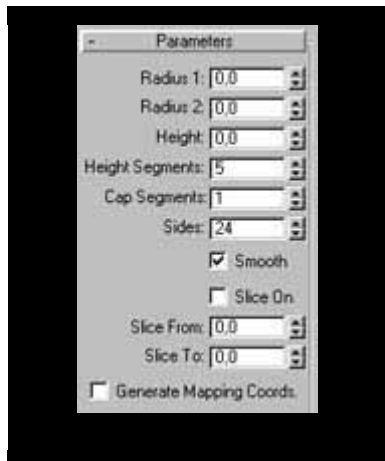 - Parameters
Radius 1: 0,0
Radius 2: 0,0
Height: 0,0
Height Segments: 5
Cap Segments: 1
Sides: 24
Smooth
Slice On
Slice From: 0,0
Slice To: 0,0
Generate Mapping Coords.